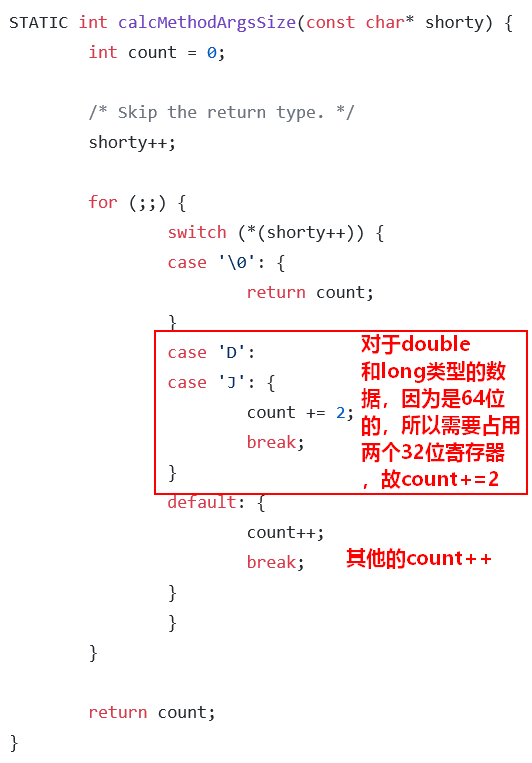 STATIC int calcMethodArgsSize(const char* shorty) {
int count = 0;
/* Skip the return type. */
shorty++;
for (;;) {
switch (*(shorty++)) {
case '\0': {
return count;
}
case 'D':
case 'J': {
count += 2;
break;
}
对于double
和long类型的数
据，因为是64位
的，所以需要占用
两个32位寄存器
，故count+=2
default: {
count++;
break;
其他的count++
}
}
}
return count;
}